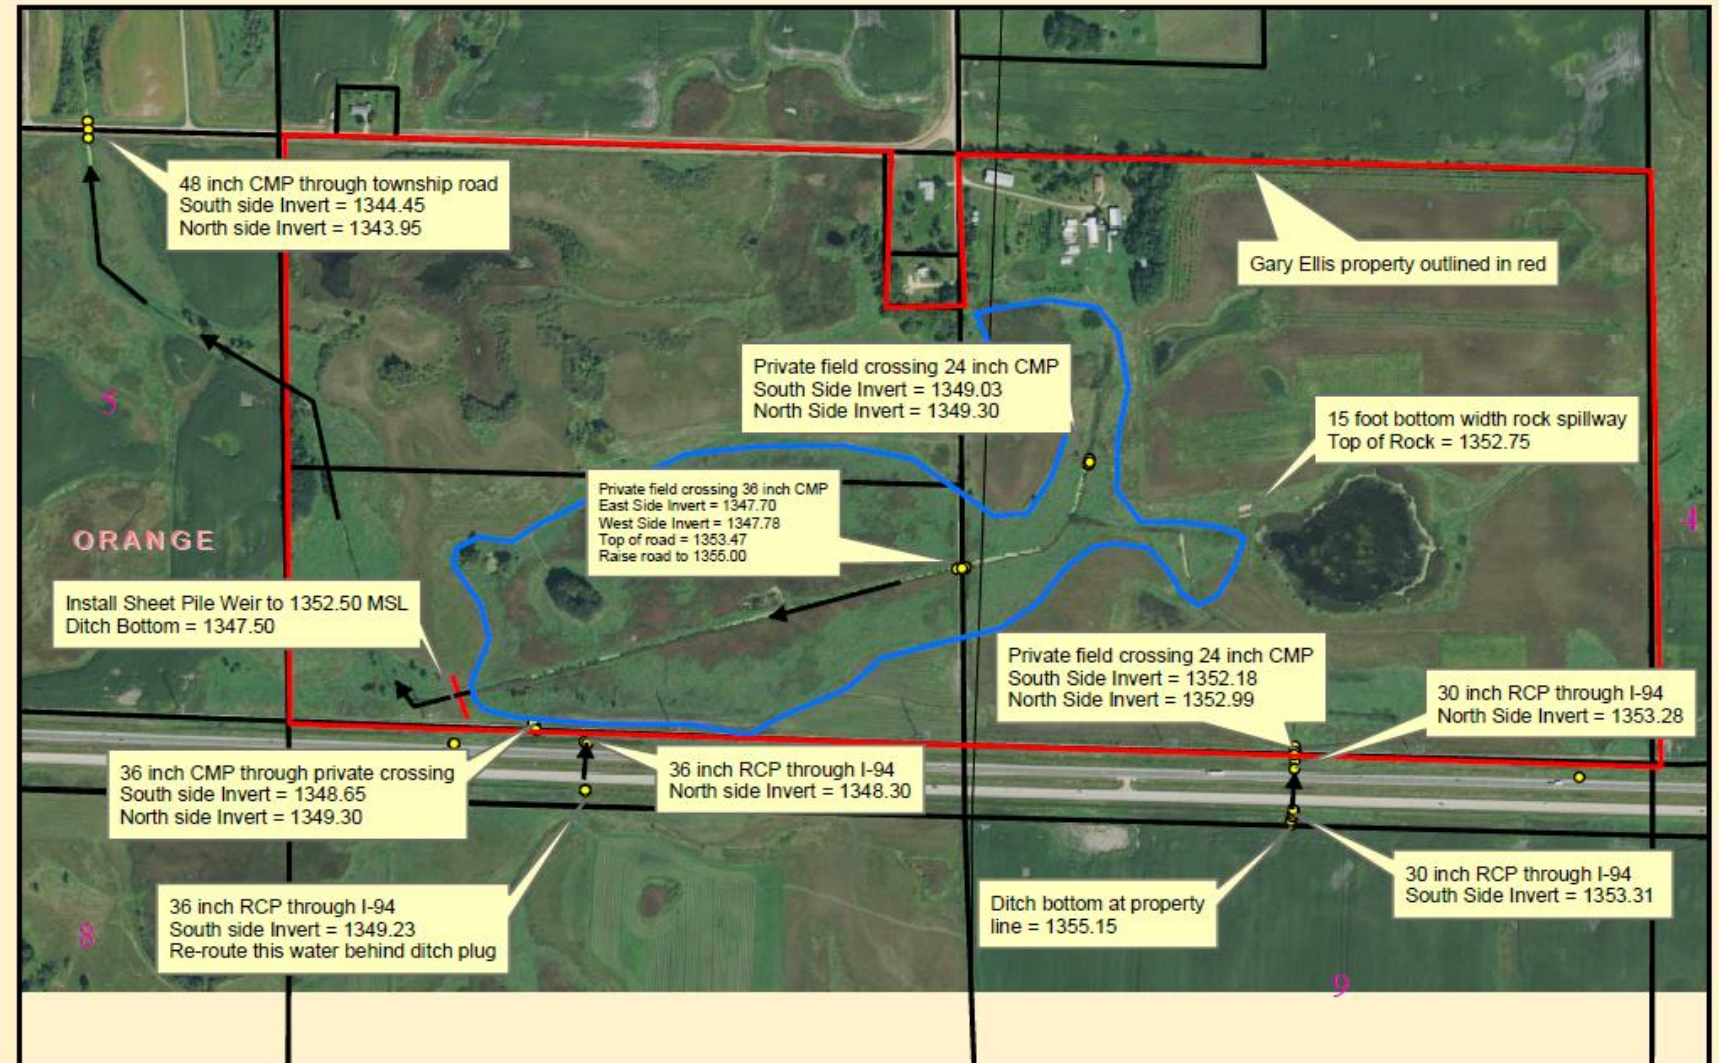 48 inch CMP through township road
South side Invert = 1344.45
North side Invert = 1343.95
Gary Ellis property outlined in red
Private field crossing 24 inch CMP
South Side Invert = 1349.03
North Side Invert = 1349.30
5
15 foot bottom width rock spillway
Top of Rock = 1352.75
Private field crossing 36 inch CMP
East Side Invert = 1347.70
West Side Invert = 1347.78
Top of road = 1353.47
Raise road to 1355.00
4
ORANGE
Install Sheet Pile Weir to 1352.50 MSL
Ditch Bottom = 1347.50
Private field crossing 24 inch CMP
South Side Invert = 1352.18
North Side Invert = 1352.99
30 inch RCP through I-94
North Side Invert = 1353.28
36 inch CMP through private crossing
South side Invert = 1348.65
North side Invert = 1349.30
36 inch RCP through I-94
North side Invert = 1348.30
30 inch RCP through I-94
South Side Invert = 1353.31
Ditch bottom at property
line = 1355.15
36 inch RCP through I-94
South side Invert = 1349.23
Re-route this water behind ditch plug
8
9